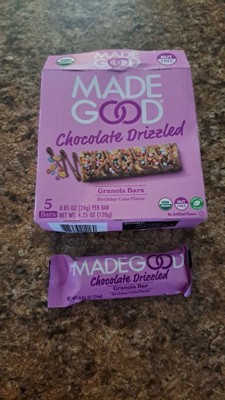 MADE
GOOD
Chocolate Drizzled
Granola Bars
Birthday Cake Flavor
5
Bars
0.85 OZ (24g) PER BAR
NET WT. 4.25 OZ (120g)
MADEGOOD
Chocolate Drizzled
Granola Bar